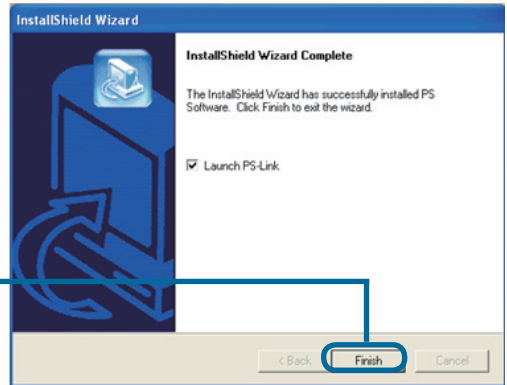 InstallShield Wizard
InstallShield Wizard Complete
The InstallShield Wizard has successfully installed PS
Software. Click Finish to exit the wizard.
Launch PS-Link
< Back
Finish
Cancel